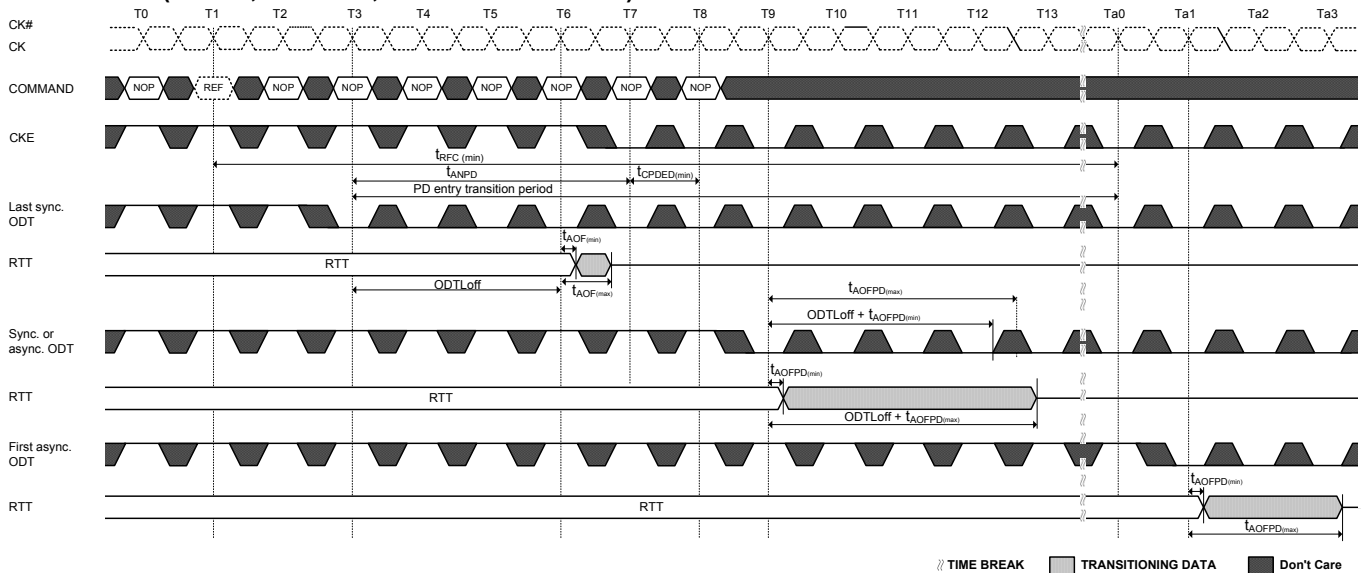 T0 T1 T2 T3 T4 T5 T6 T7 T8 T9 T10 T11 T12 T13 Ta0 Ta1 Ta2 Ta3
CK#
CK
COMMAND NOP REF NOP NOP NOP NOP NOP NOP NOP
CKE
tRFC (min)
tANPD tCPDED(min)
PD entry transition period
Last sync.
ODT
tAOF(min)
RTT RTT
ODTLoff tAOF(max)
tAOFPD(max)
ODTLoff + tAOFPD(min)
Sync. or
async. ODT
tAOFPD(min)
RTT RTT
ODTLoff + tAOFPD(max)
First async.
ODT
tAOFPD(min)
RTT RTT
tAOFPD(max)
TIME BREAK TRANSITIONING DATA Don't Care